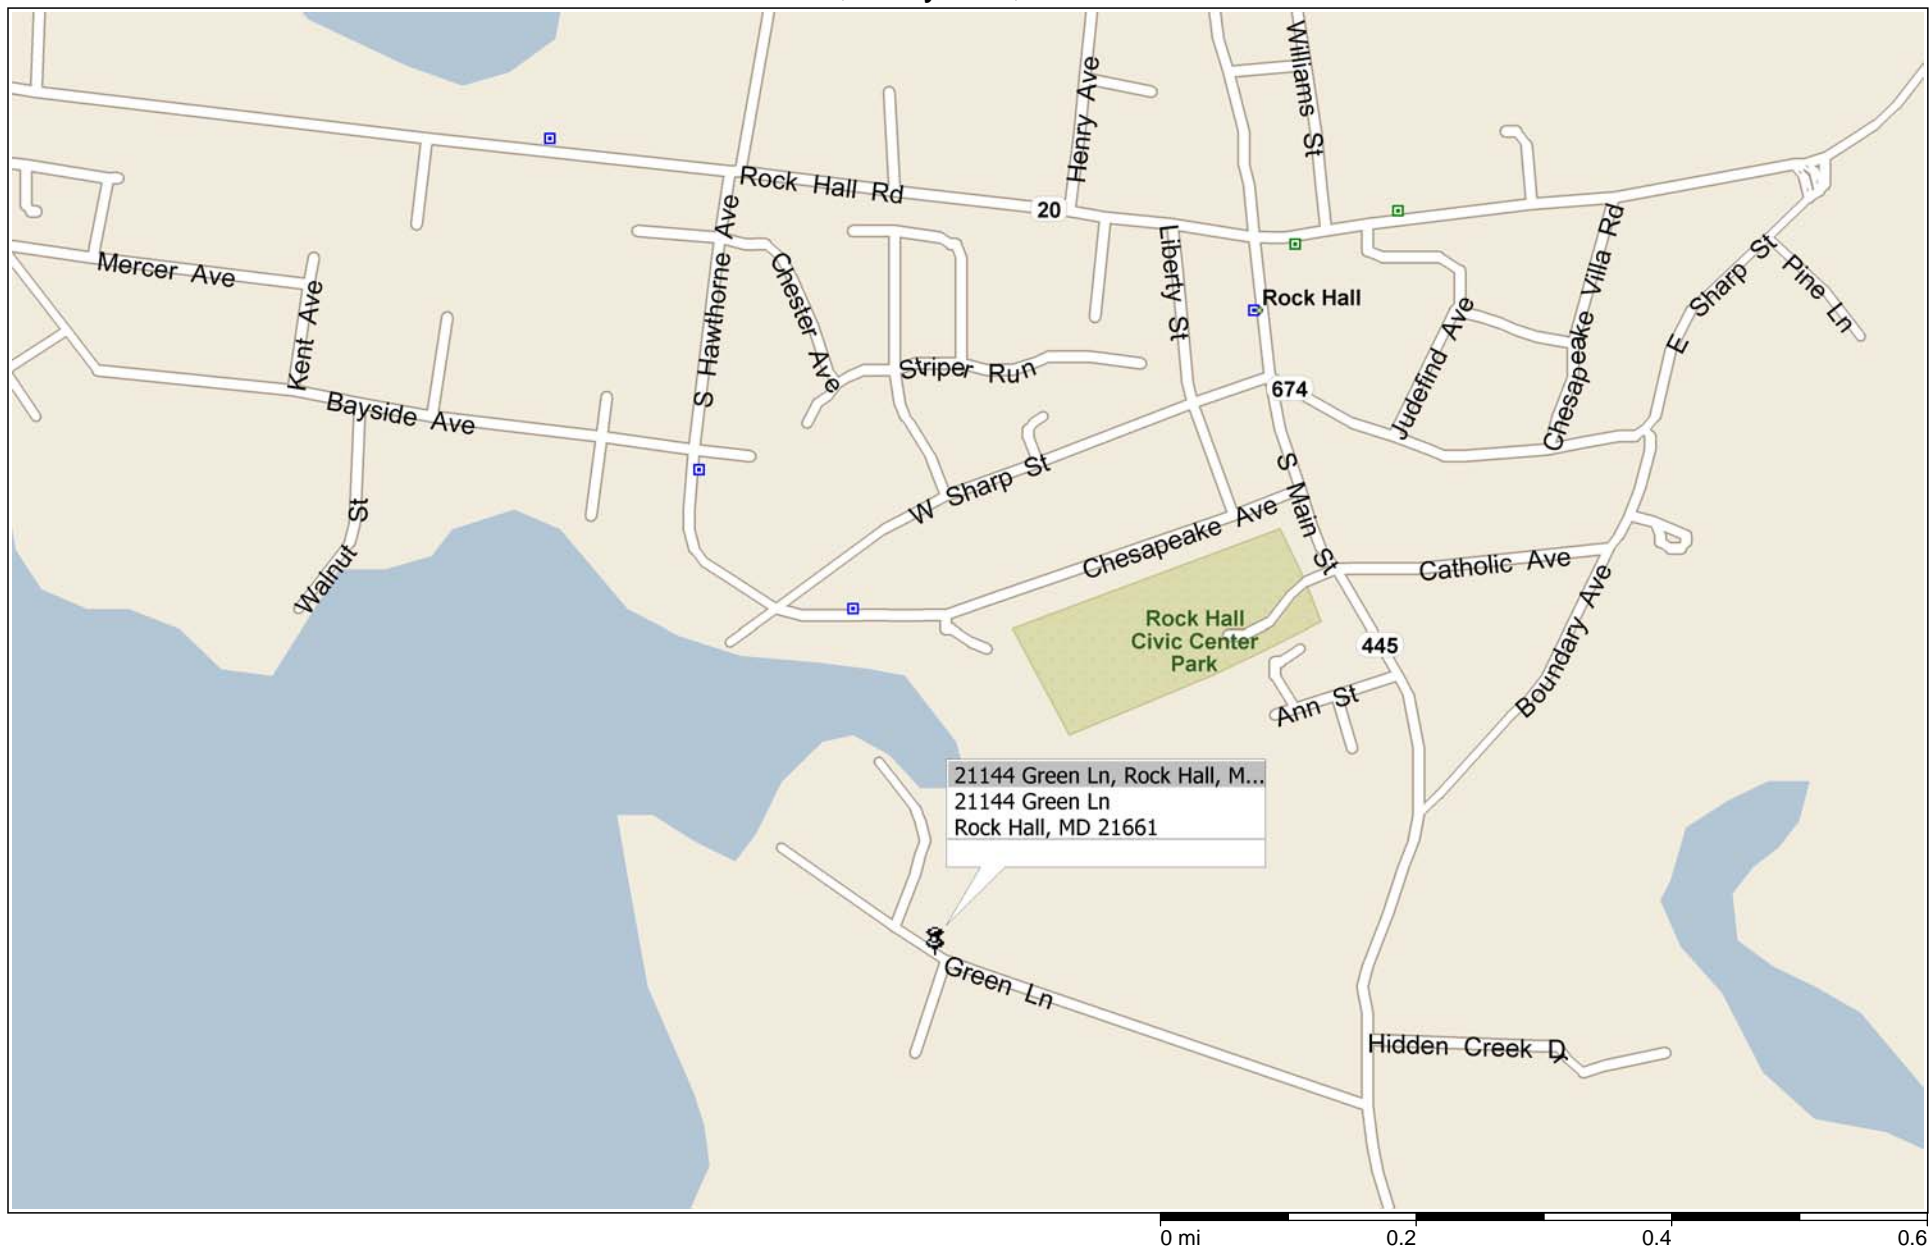 Williams St
Henry Ave
Rock Hall Rd
20
Mercer Ave
Kent Ave
S Hawthorne Ave
Chester Ave
Liberty St
Rock Hall
Chesapeake Villa Rd
E Sharp St
Pine Ln
Judefind Ave
Striper Run
674
Bayside Ave
W Sharp St
S Main St
Walnut St
Chesapeake Ave
Catholic Ave
Boundary Ave
Rock Hall
Civic Center
Park
445
Ann St
21144 Green Ln, Rock Hall, M...
21144 Green Ln
Rock Hall, MD 21661
Green Ln
Hidden Creek D
0 mi 0.2 0.4 0.6